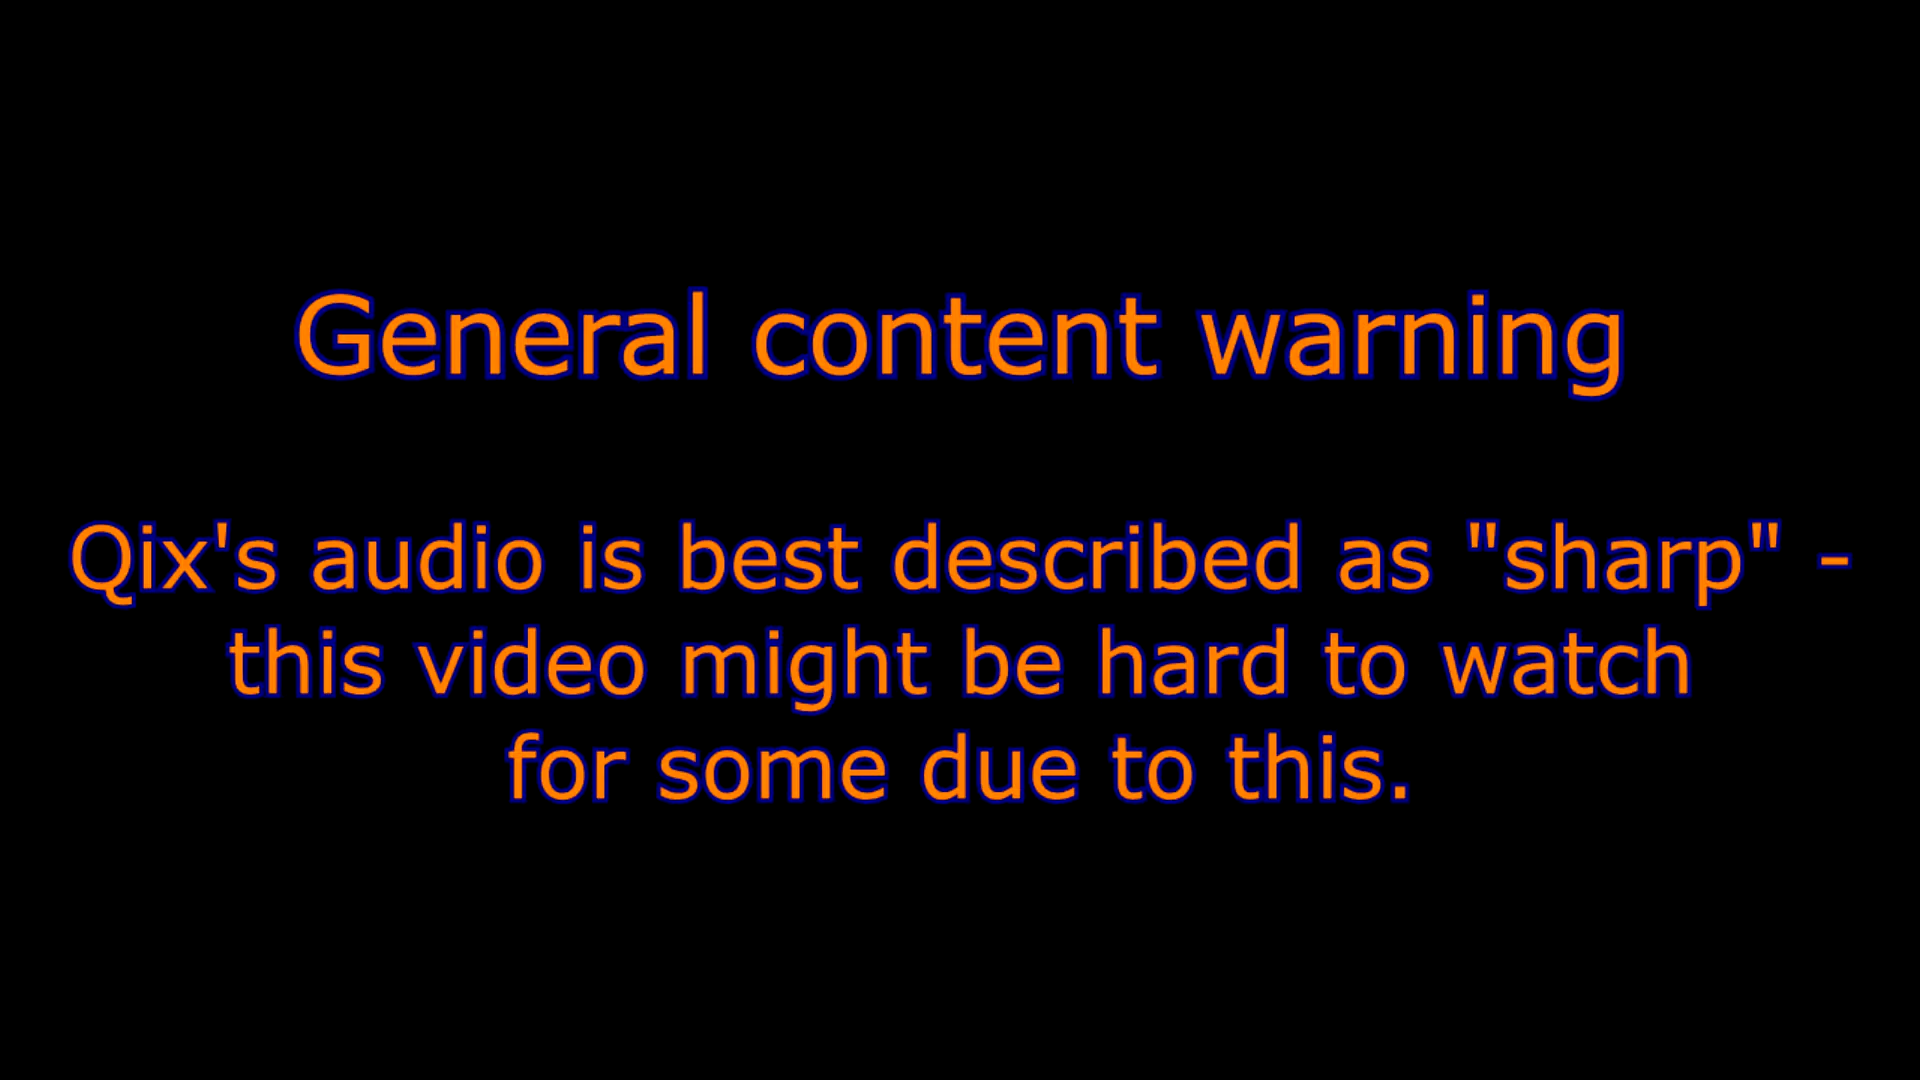 General content warning
Qix's audio is best described as "sharp" -
this video might be hard to watch
for some due to this.